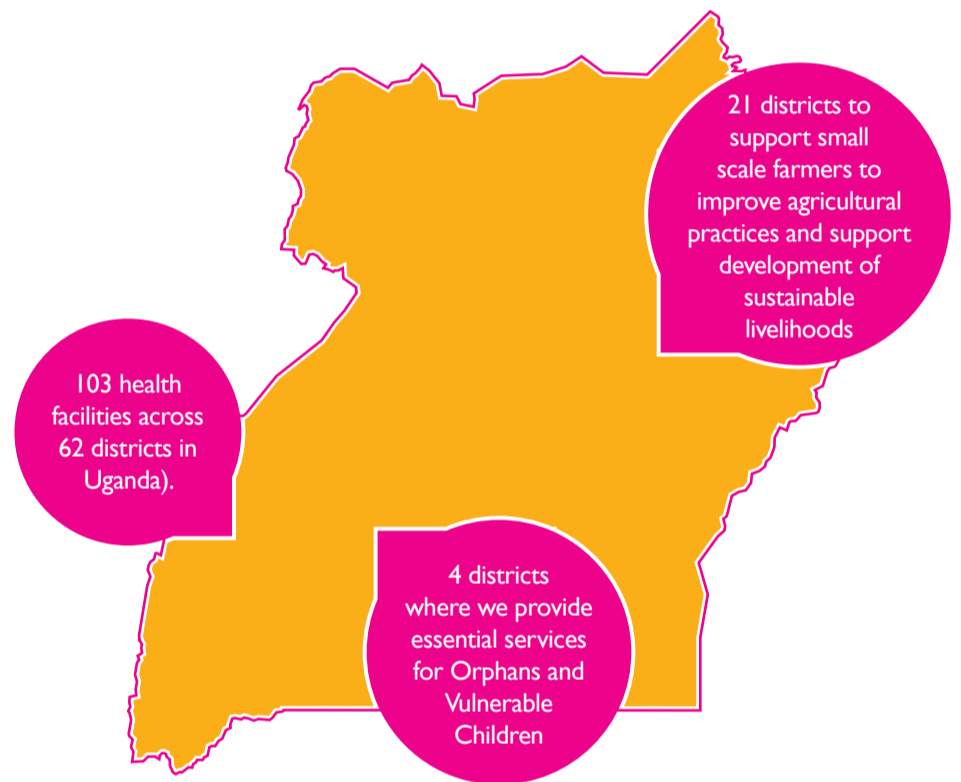 21 districts to
support small
scale farmers to
improve agricultural
practices and support
development of
sustainable
livelihoods
103 health
facilities across
62 districts in
Uganda).
4 districts
where we provide
essential services
for Orphans and
Vulnerable
Children